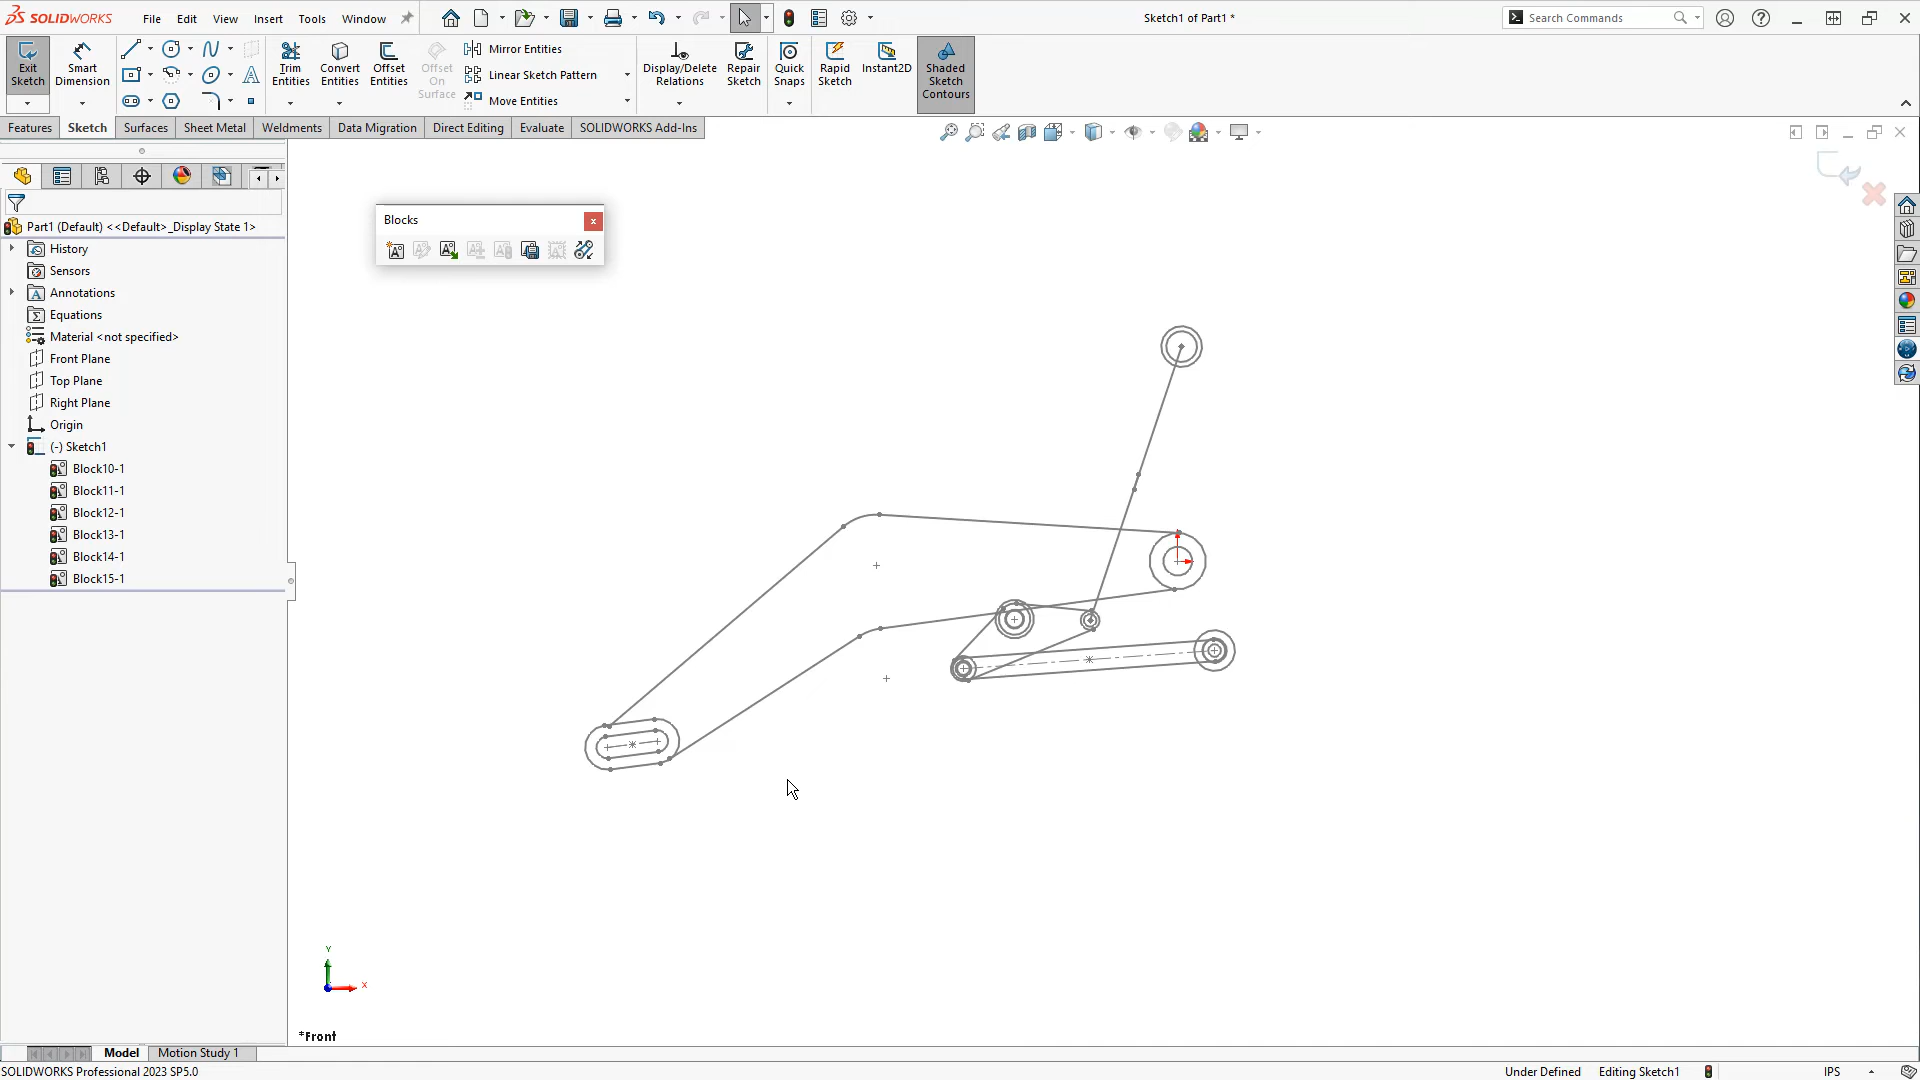 SOLIDWORKS
File Edit View Insert Tools Window
Sketch1 of Part1 *
Search Commands
Exit Sketch
Smart Dimension
Trim Entities
Convert Entities
Offset Entities
Offset On Surface
Mirror Entities
Linear Sketch Pattern
Move Entities
Display/Delete Relations
Repair Sketch
Quick Snaps
Rapid Sketch
Instant2D
Shaded Sketch Contours
Features Sketch Surfaces Sheet Metal Weldments Data Migration Direct Editing Evaluate SOLIDWORKS Add-Ins
Part1 (Default) <<Default>_Display State 1>
History
Sensors
Annotations
Equations
Material <not specified>
Front Plane
Top Plane
Right Plane
Origin
(-) Sketch1
Block10-1
Block11-1
Block12-1
Block13-1
Block14-1
Block15-1
Blocks
Y
X
*Front
Model Motion Study 1
SOLIDWORKS Professional 2023 SP5.0
Under Defined Editing Sketch1 IPS